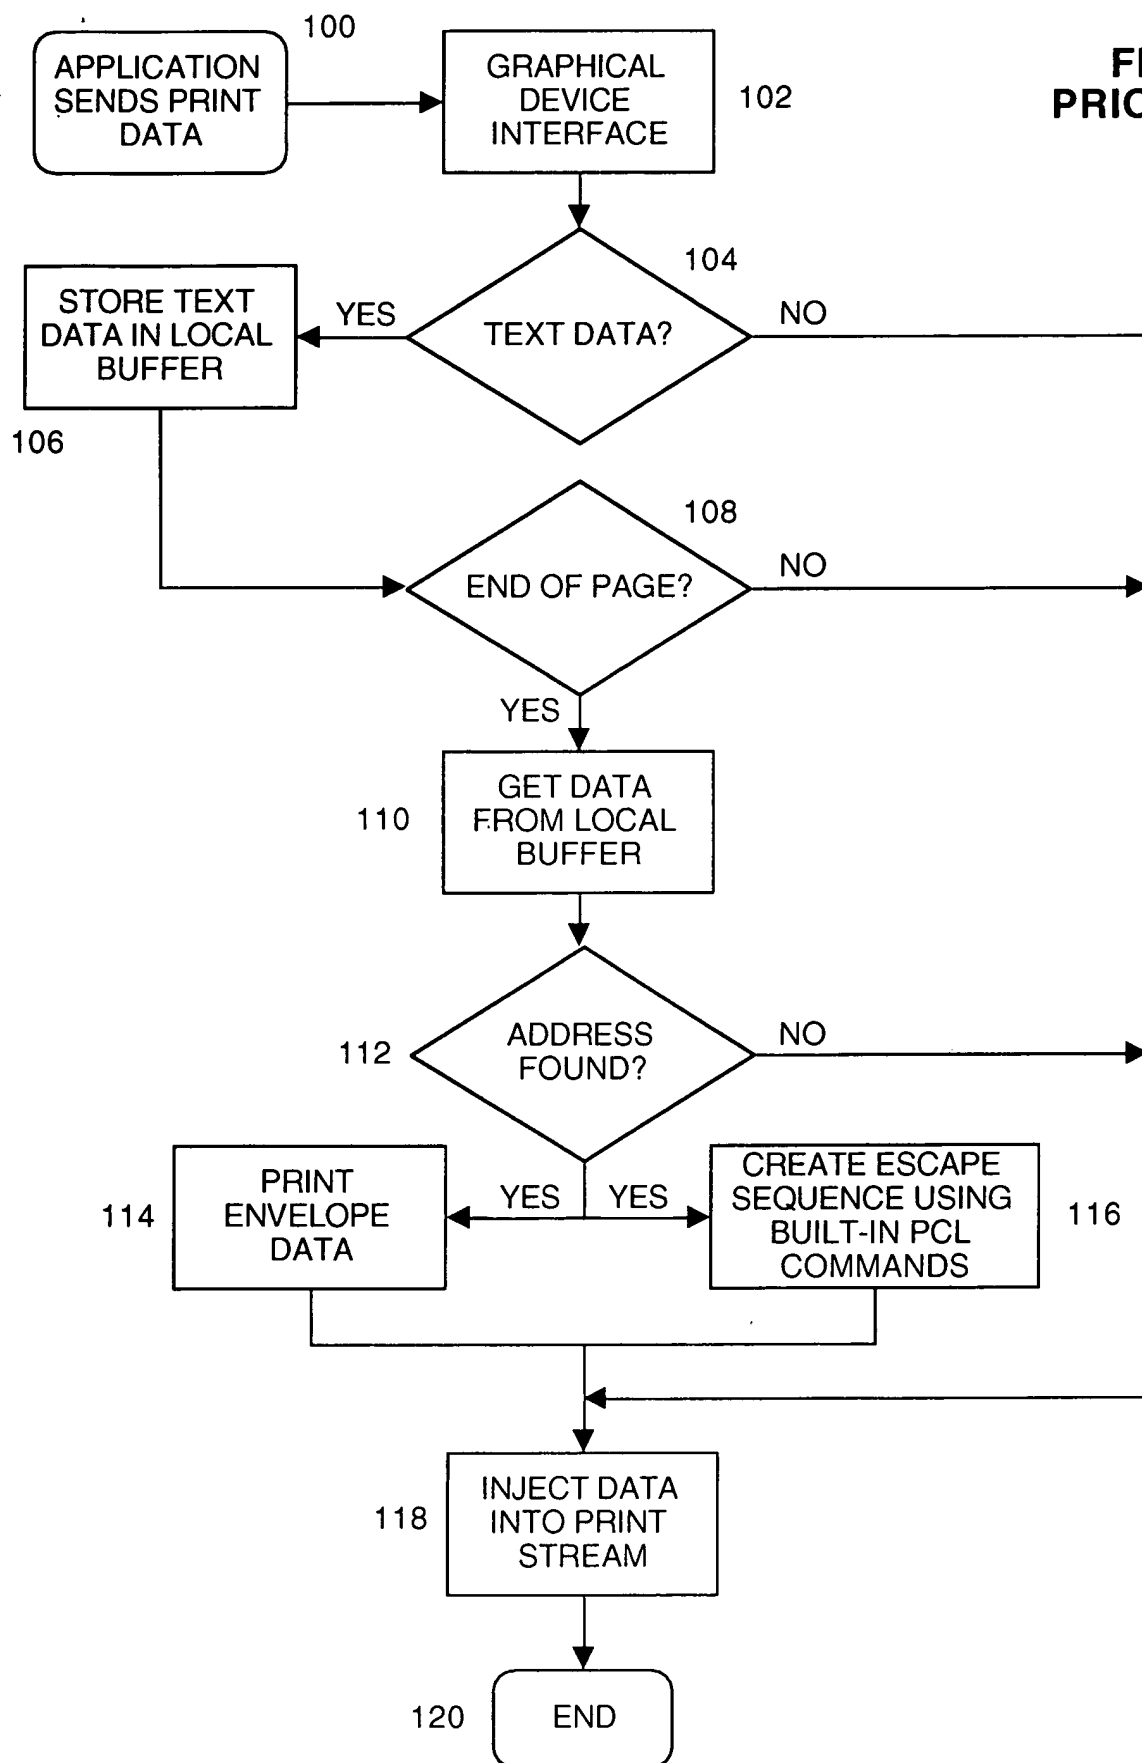 100
APPLICATION
SENDS PRINT
DATA
GRAPHICAL
DEVICE
INTERFACE
102
104
STORE TEXT
DATA IN LOCAL
BUFFER
YES
TEXT DATA?
NO
106
108
END OF PAGE?
NO
YES
110
GET DATA
FROM LOCAL
BUFFER
112
ADDRESS
FOUND?
NO
114
PRINT
ENVELOPE
DATA
YES
YES
CREATE ESCAPE
SEQUENCE USING
BUILT-IN PCL
COMMANDS
116
118
INJECT DATA
INTO PRINT
STREAM
120
END